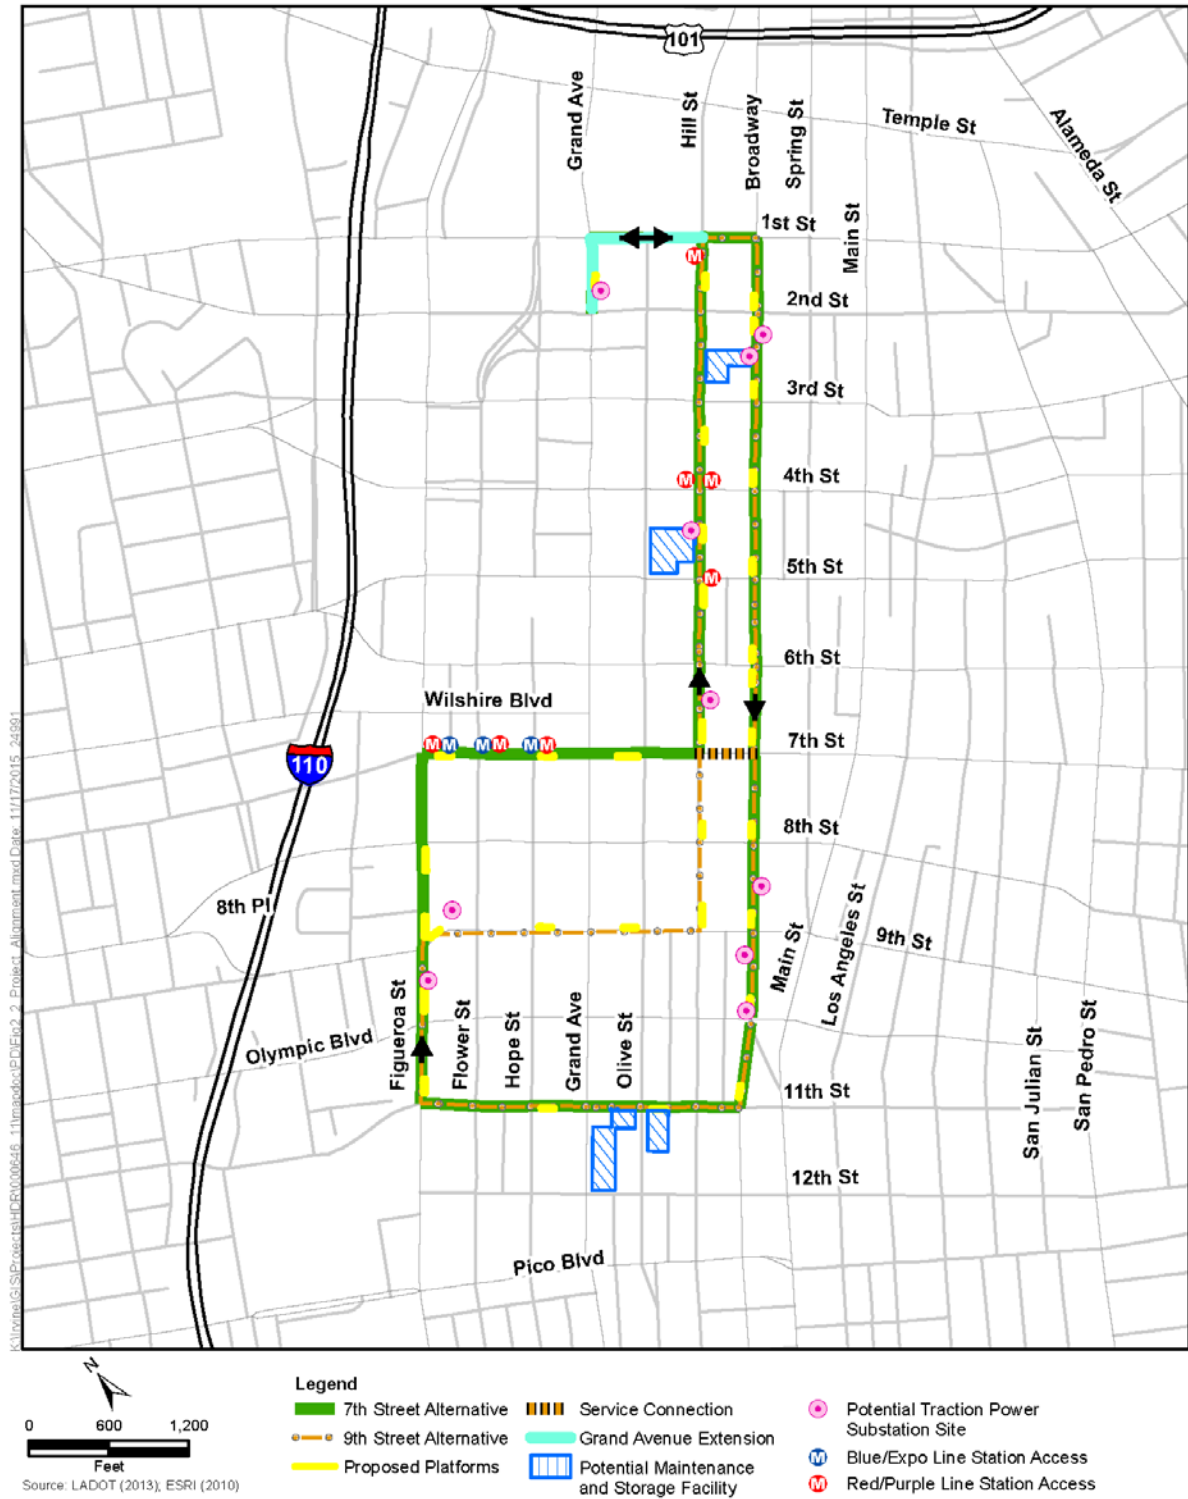 101
Grand Ave
Hill St
Broadway
Spring St
Temple St
Alameda St
Main St
1st St
M
2nd St
3rd St
M M
4th St
5th St
M
6th St
Wilshire Blvd
7th St
M M M M M M
110
8th St
8th Pl
9th St
Main St
Los Angeles St
Figueroa St
Flower St
Hope St
Grand Ave
Olive St
Olympic Blvd
11th St
San Julian St
San Pedro St
12th St
Pico Blvd
N
0 600 1,200
Feet
Source: LADOT (2013); ESRI (2010)
Legend
7th Street Alternative
9th Street Alternative
Proposed Platforms
Service Connection
Grand Avenue Extension
Potential Maintenance
and Storage Facility
Potential Traction Power
Substation Site
M Blue/Expo Line Station Access
M Red/Purple Line Station Access